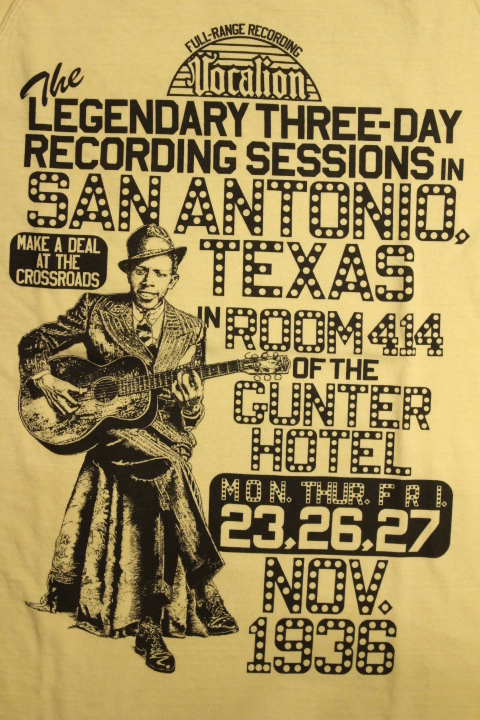 FULL-RANGE RECORDING
Vocalion
The
LEGENDARY THREE-DAY
RECORDING SESSIONS IN
SAN ANTONIO,
TEXAS
MAKE A DEAL
AT THE
CROSSROADS
IN ROOM 414
OF THE
GUNTER
HOTEL
MON. THUR. FRI.
23,26,27
NOV.
1936